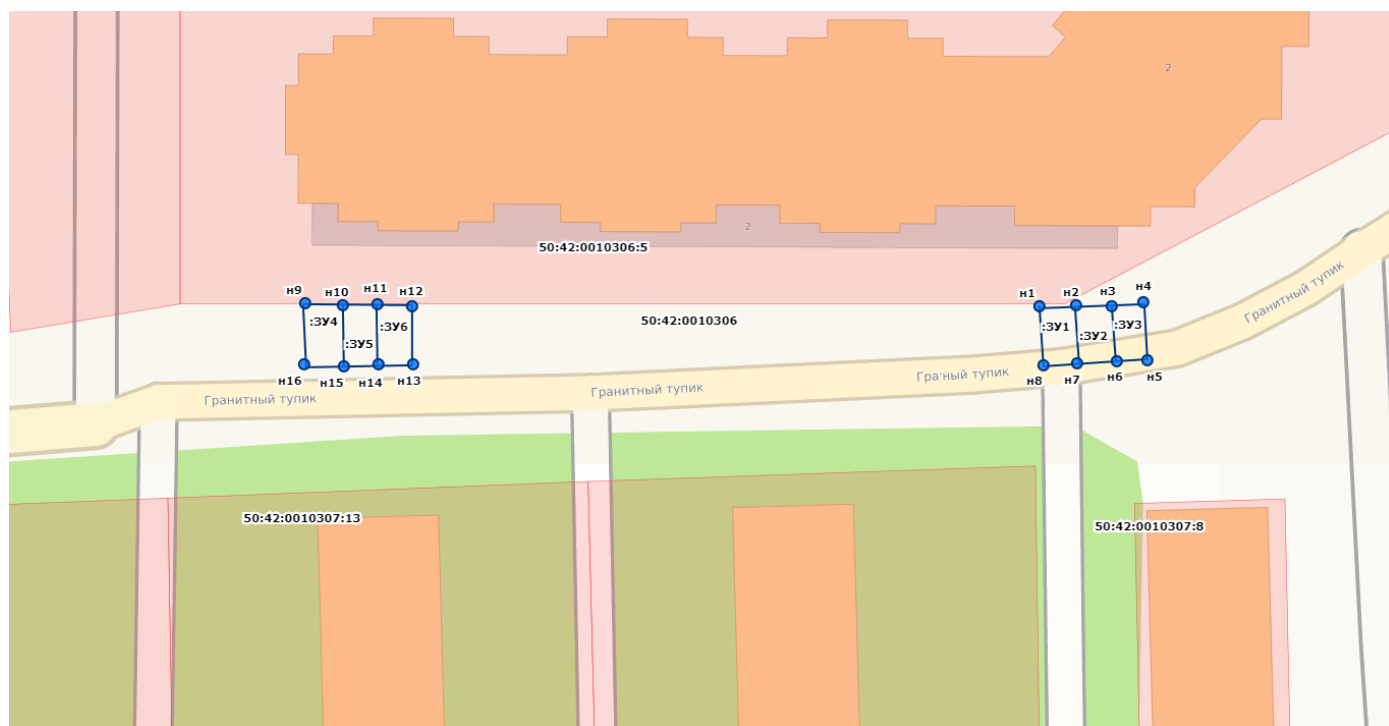 2
2
50:42:0010306:5
н9
н10
н11
н12
н1
н2
н3
н4
:ЗУ4
:ЗУ5
:ЗУ6
50:42:0010306
:ЗУ1
:ЗУ2
:ЗУ3
н16
н15
н14
н13
н8
н7
н6
н5
Гранитный тупик
Гранитный тупик
Гранитный тупик
50:42:0010307:13
50:42:0010307:8